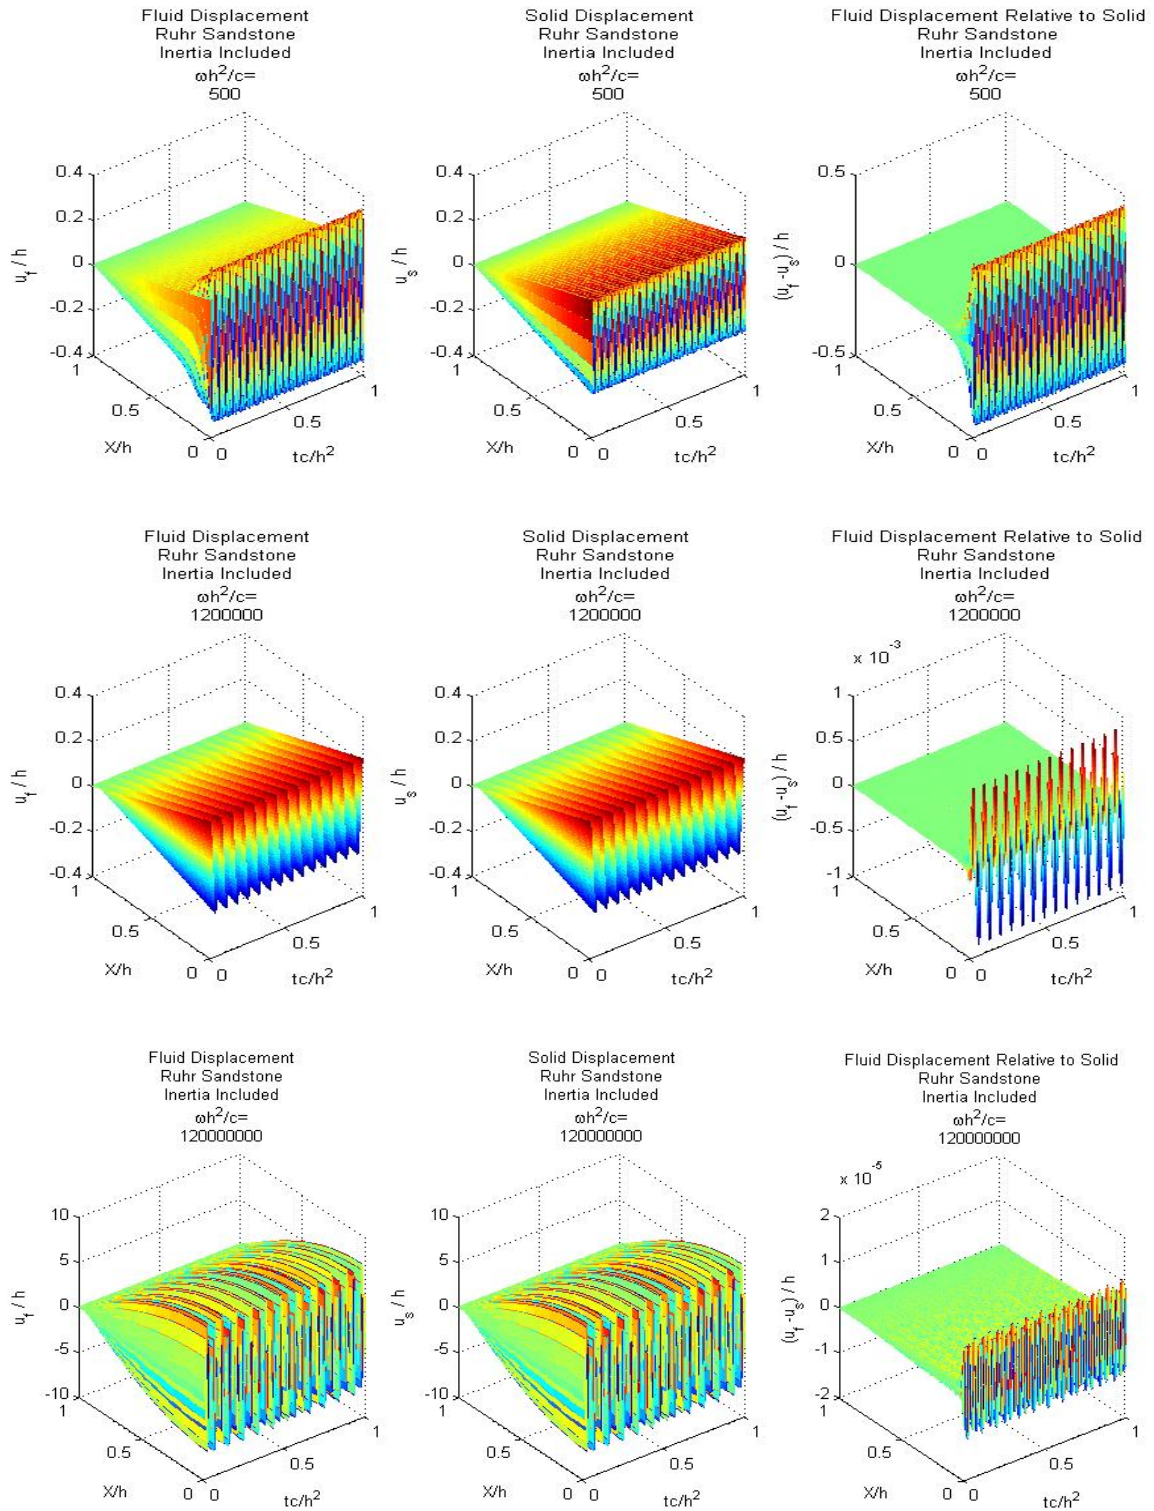 Fluid Displacement
Ruhr Sandstone
Inertia Included
ωh²/c=
500
0.4
0.2
0
-0.2
-0.4
u_f / h
1
0.5
0
X/h
0
0.5
1
tc/h²
Solid Displacement
Ruhr Sandstone
Inertia Included
ωh²/c=
500
0.4
0.2
0
-0.2
-0.4
u_s / h
1
0.5
0
X/h
0
0.5
1
tc/h²
Fluid Displacement Relative to Solid
Ruhr Sandstone
Inertia Included
ωh²/c=
500
0.5
0
-0.5
(u_f -u_s) / h
1
0.5
0
X/h
0
0.5
1
tc/h²
Fluid Displacement
Ruhr Sandstone
Inertia Included
ωh²/c=
1200000
0.4
0.2
0
-0.2
-0.4
u_f / h
1
0.5
0
X/h
0
0.5
1
tc/h²
Solid Displacement
Ruhr Sandstone
Inertia Included
ωh²/c=
1200000
0.4
0.2
0
-0.2
-0.4
u_s / h
1
0.5
0
X/h
0
0.5
1
tc/h²
Fluid Displacement Relative to Solid
Ruhr Sandstone
Inertia Included
ωh²/c=
1200000
x 10⁻³
1
0.5
0
-0.5
-1
(u_f -u_s) / h
1
0.5
0
X/h
0
0.5
1
tc/h²
Fluid Displacement
Ruhr Sandstone
Inertia Included
ωh²/c=
120000000
10
5
0
-5
-10
u_f / h
1
0.5
0
X/h
0
0.5
1
tc/h²
Solid Displacement
Ruhr Sandstone
Inertia Included
ωh²/c=
120000000
10
5
0
-5
-10
u_s / h
1
0.5
0
X/h
0
0.5
1
tc/h²
Fluid Displacement Relative to Solid
Ruhr Sandstone
Inertia Included
ωh²/c=
120000000
x 10⁻⁵
2
1
0
-1
-2
(u_f -u_s) / h
1
0.5
0
X/h
0
0.5
1
tc/h²